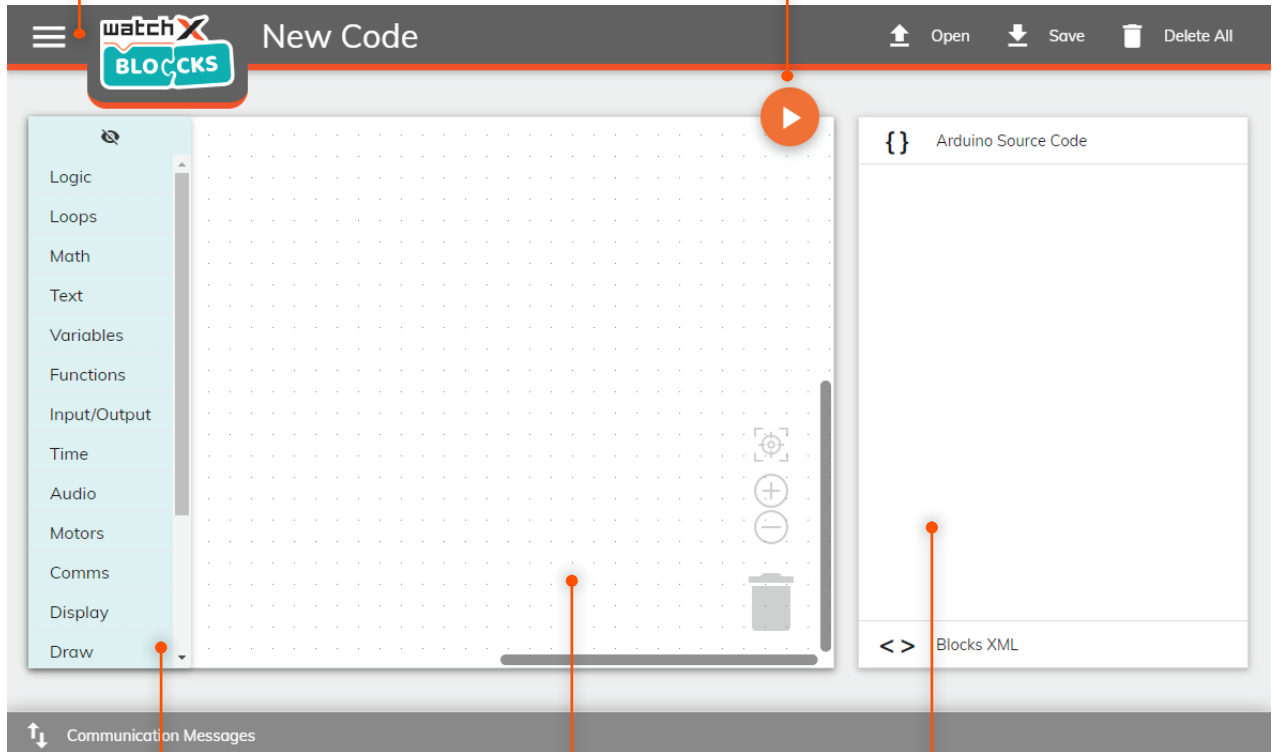 watchX
BLOCKS
New Code
Open
Save
Delete All
Logic
Loops
Math
Text
Variables
Functions
Input/Output
Time
Audio
Motors
Comms
Display
Draw
{ } Arduino Source Code
< > Blocks XML
Communication Messages